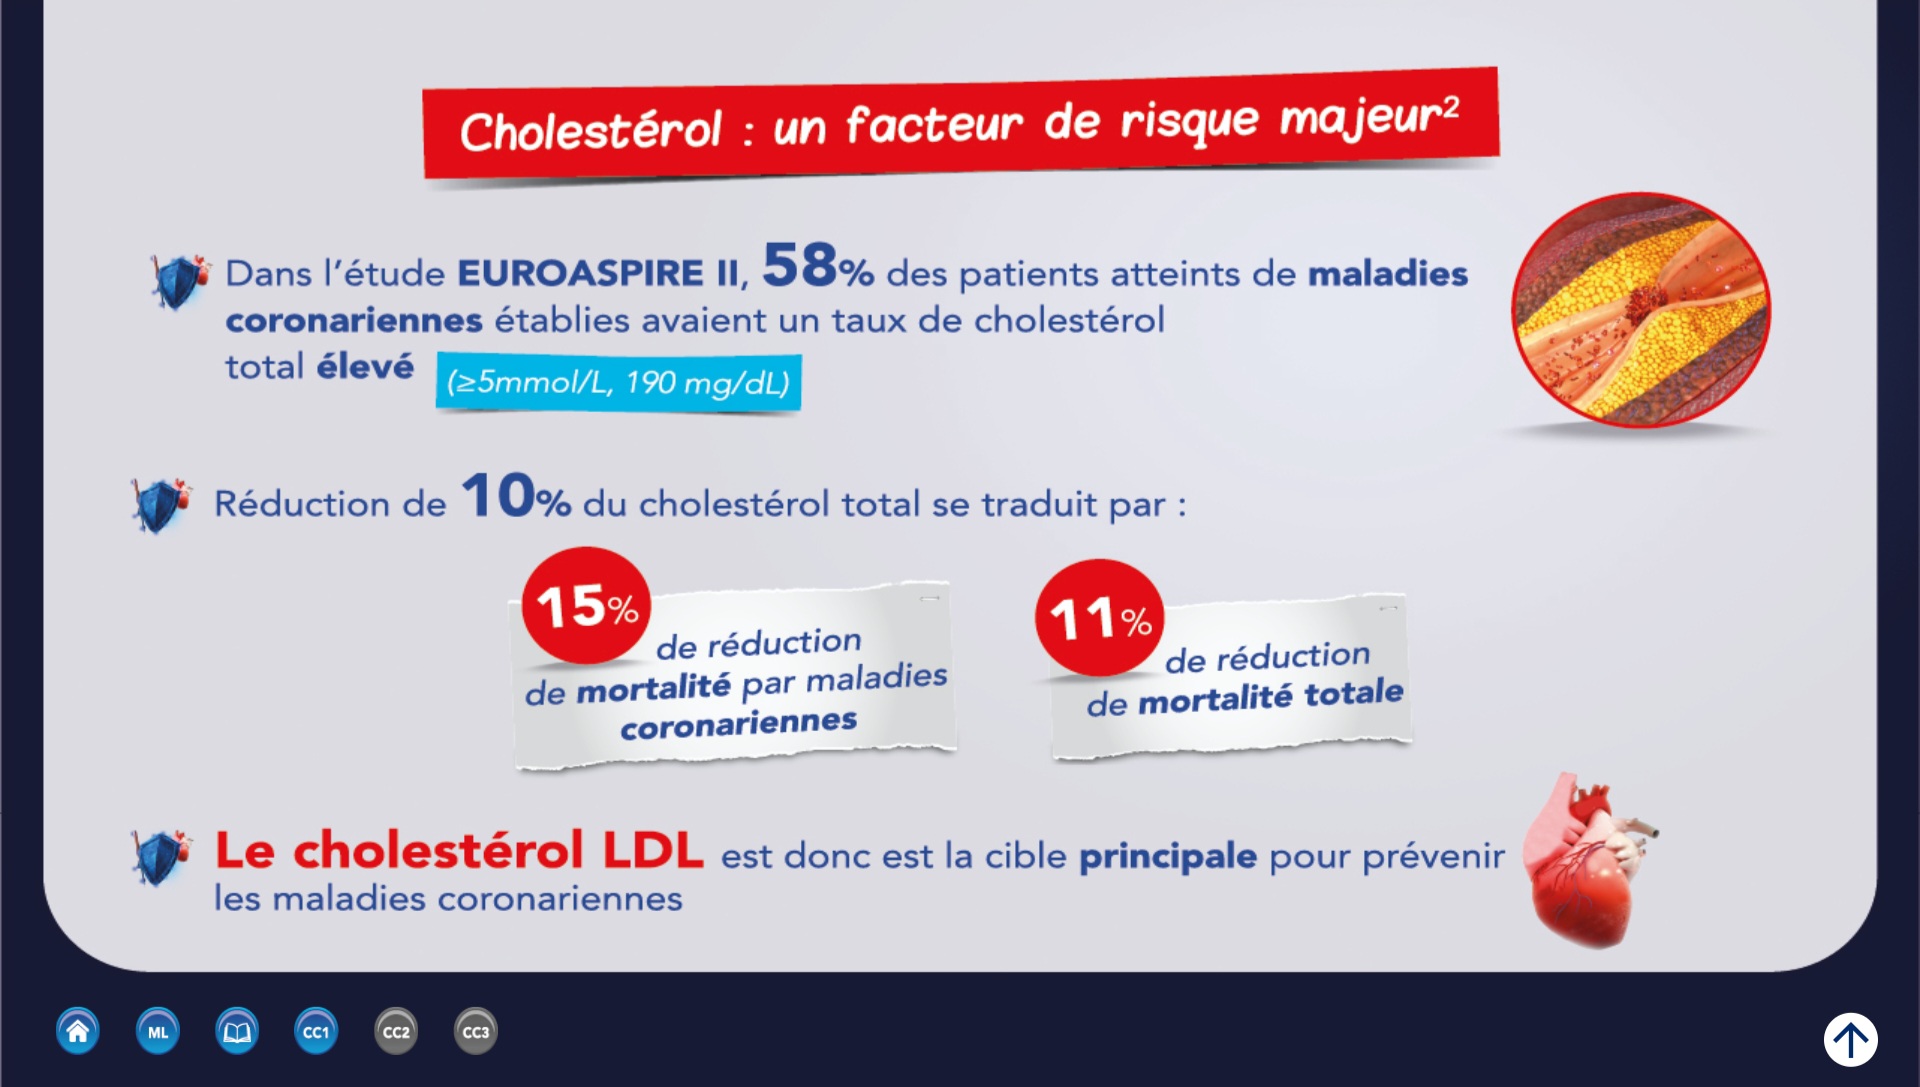 Cholestérol : un facteur de risque majeur²
Dans l'étude EUROASPIRE II, 58% des patients atteints de maladies
coronariennes établies avaient un taux de cholestérol
total élevé (≥5mmol/L, 190 mg/dL)
Réduction de 10% du cholestérol total se traduit par :
15%
de réduction
de mortalité par maladies
coronariennes
11%
de réduction
de mortalité totale
Le cholestérol LDL est donc est la cible principale pour prévenir
les maladies coronariennes
ML CC1 CC2 CC3